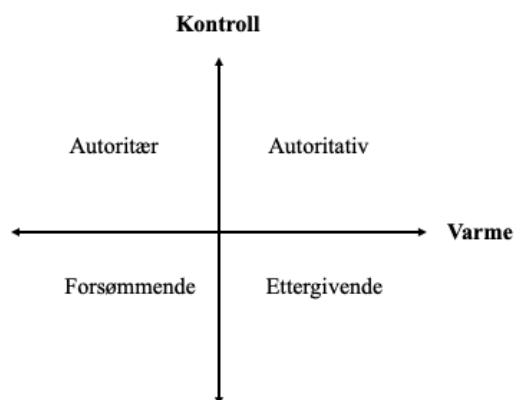 Kontroll
Autoritær
Autoritativ
Varme
Forsømmende
Ettergivende